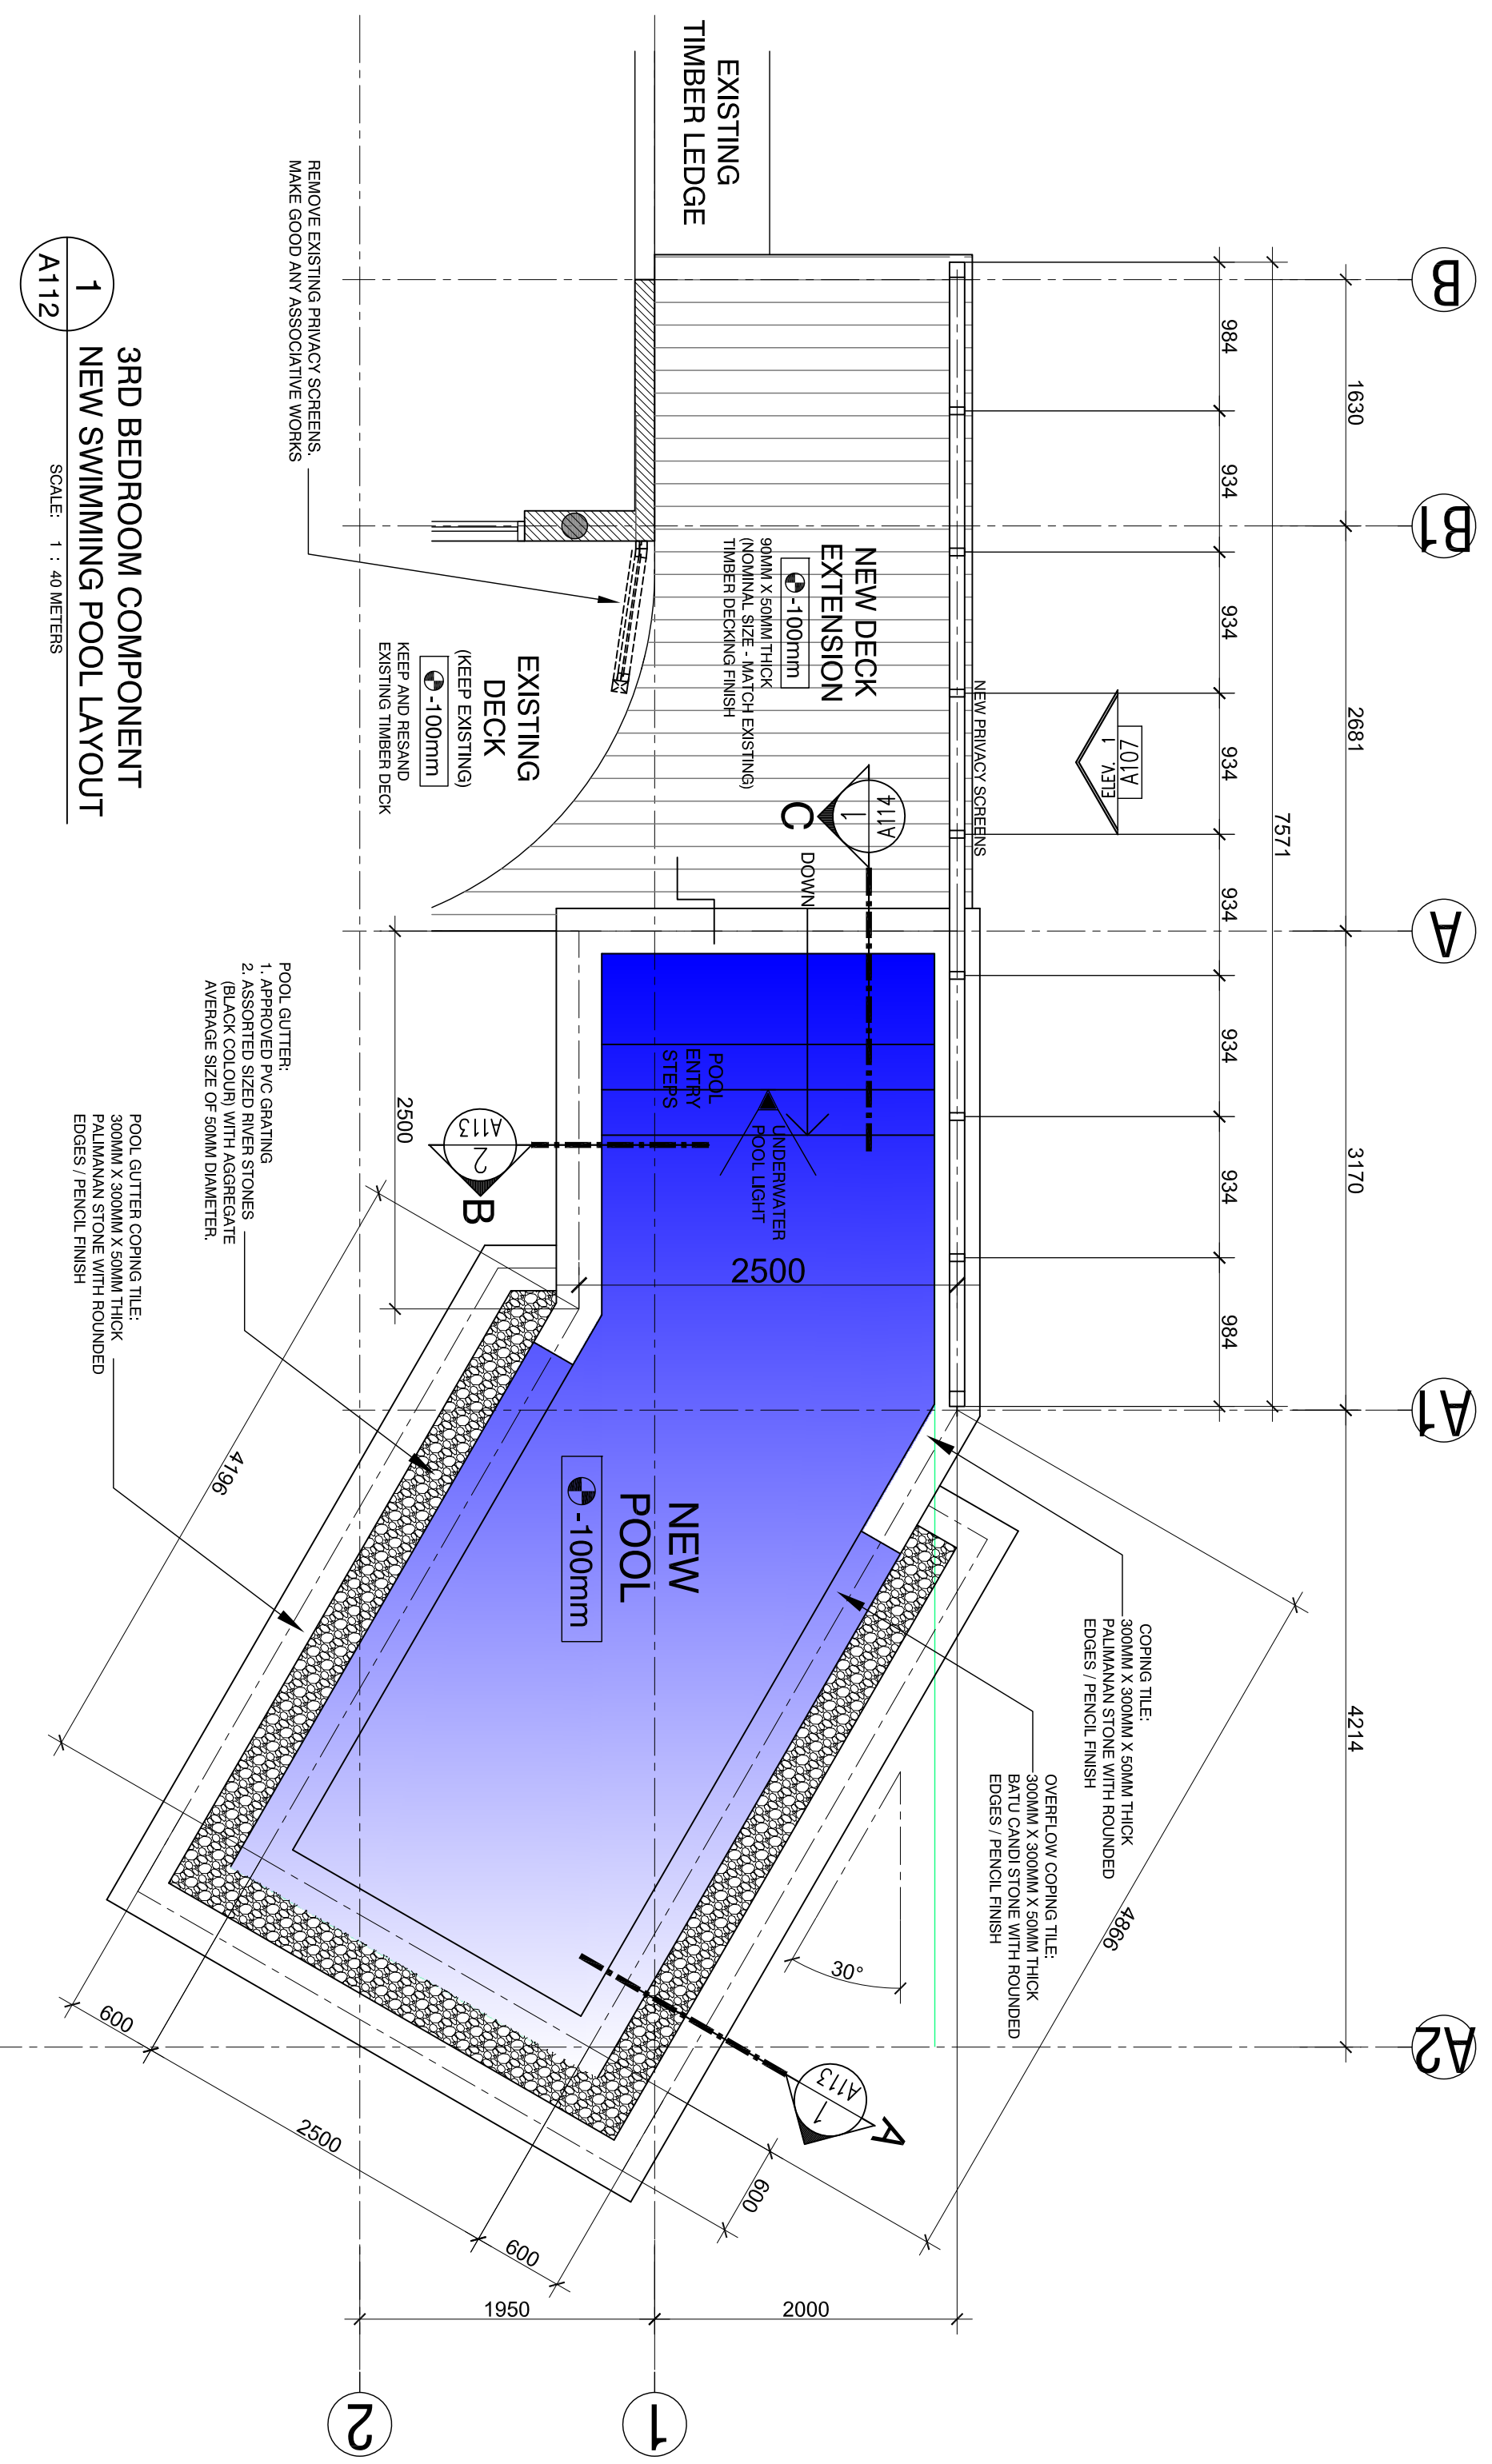 B
B1
A
A1
A2
1630
2681
3170
4214
7571
984
934
934
934
934
934
934
934
984
A107
ELEV. 1
NEW PRIVACY SCREENS
EXISTING
TIMBER LEDGE
NEW DECK
EXTENSION
-100mm
90MM X 50MM THICK
(NOMINAL SIZE - MATCH EXISTING)
TIMBER DECKING FINISH
A114
1
C
DOWN
EXISTING
DECK
(KEEP EXISTING)
-100mm
KEEP AND RESAND
EXISTING TIMBER DECK
REMOVE EXISTING PRIVACY SCREENS.
MAKE GOOD ANY ASSOCIATIVE WORKS
POOL
ENTRY
STEPS
UNDERWATER
POOL LIGHT
2500
2500
A113
2
B
NEW
POOL
-100mm
COPING TILE:
300MM X 300MM X 50MM THICK
PALIMANAN STONE WITH ROUNDED
EDGES / PENCIL FINISH
OVERFLOW COPING TILE:
300MM X 300MM X 50MM THICK
BATU CANDI STONE WITH ROUNDED
EDGES / PENCIL FINISH
30°
4866
4196
A113
1
A
600
2500
600
600
POOL GUTTER:
1. APPROVED PVC GRATING
2. ASSORTED SIZED RIVER STONES
(BLACK COLOUR) WITH AGGREGATE
AVERAGE SIZE OF 50MM DIAMETER.
POOL GUTTER COPING TILE:
300MM X 300MM X 50MM THICK
PALIMANAN STONE WITH ROUNDED
EDGES / PENCIL FINISH
1950
2000
2
1
1
A112
3RD BEDROOM COMPONENT
NEW SWIMMING POOL LAYOUT
SCALE: 1 : 40 METERS